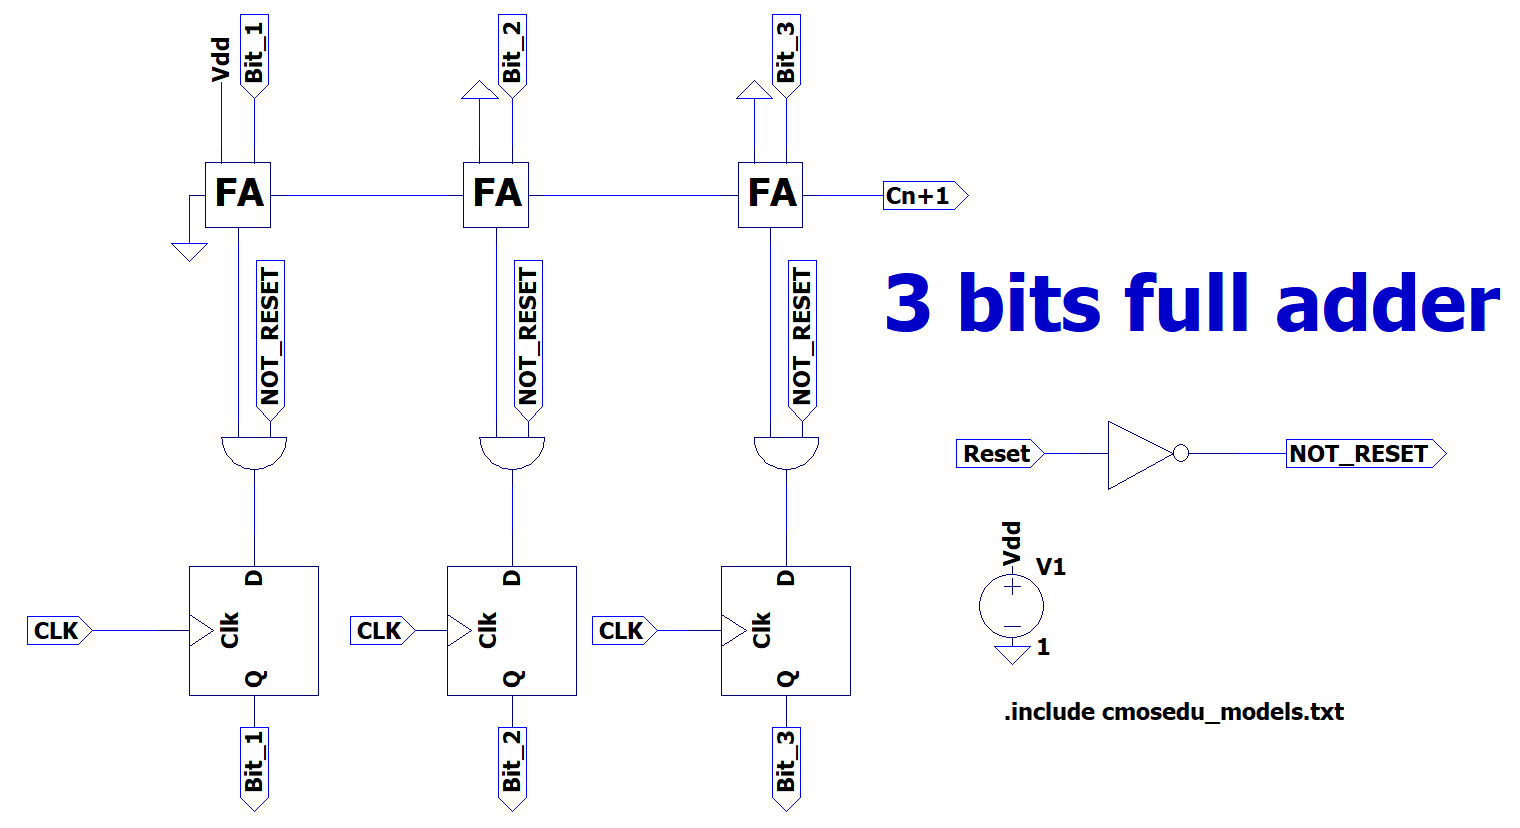 Vdd
Bit_1
Bit_2
Bit_3
FA
FA
FA
Cn+1
NOT_RESET
NOT_RESET
NOT_RESET
3 bits full adder
Reset
NOT_RESET
D
Clk
Q
CLK
D
Clk
Q
CLK
D
Clk
Q
CLK
Vdd
V1
1
.include cmosedu_models.txt
Bit_1
Bit_2
Bit_3